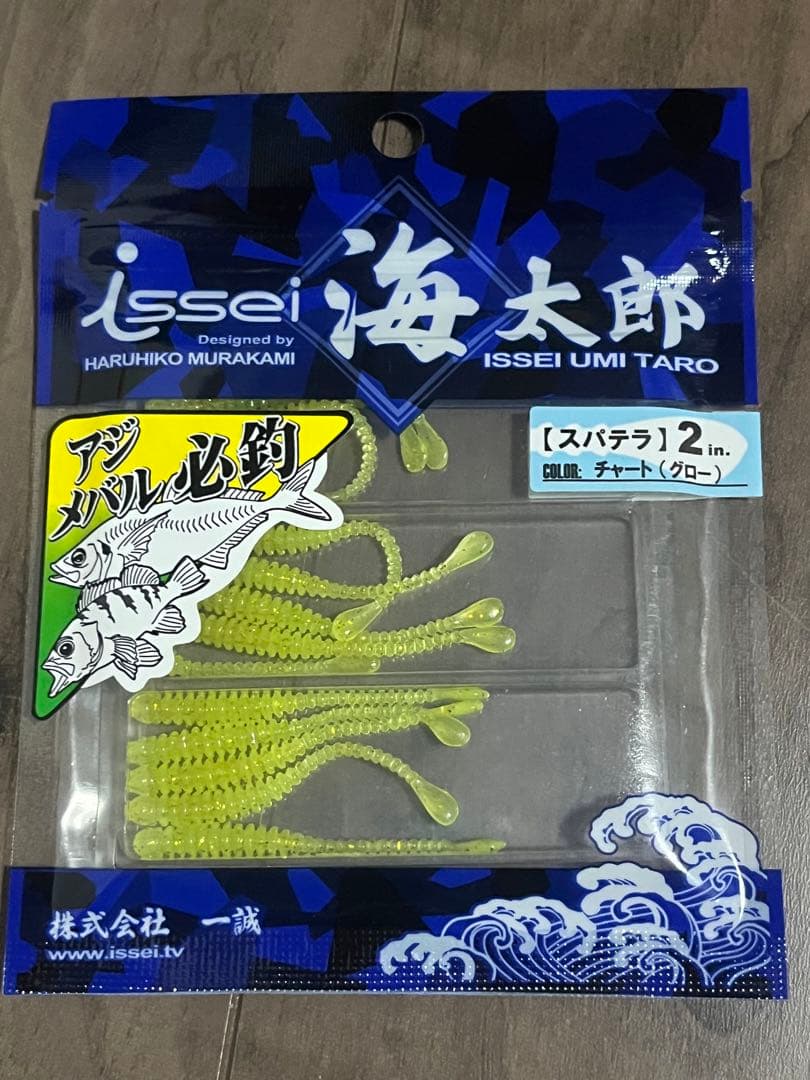 issei
Designed by
HARUHIKO MURAKAMI
海太郎
ISSEI UMI TARO
アジ
メバル 必釣
【スパテラ】2in.
COLOR: チャート(グロー)
株式会社 一誠
www.issei.tv